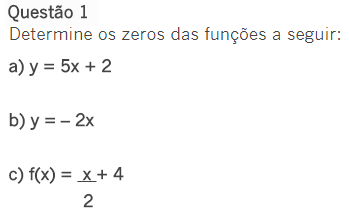 Questão 1
Determine os zeros das funções a seguir:
a) y = 5x + 2
b) y = – 2x
c) f(x) = x + 4
2